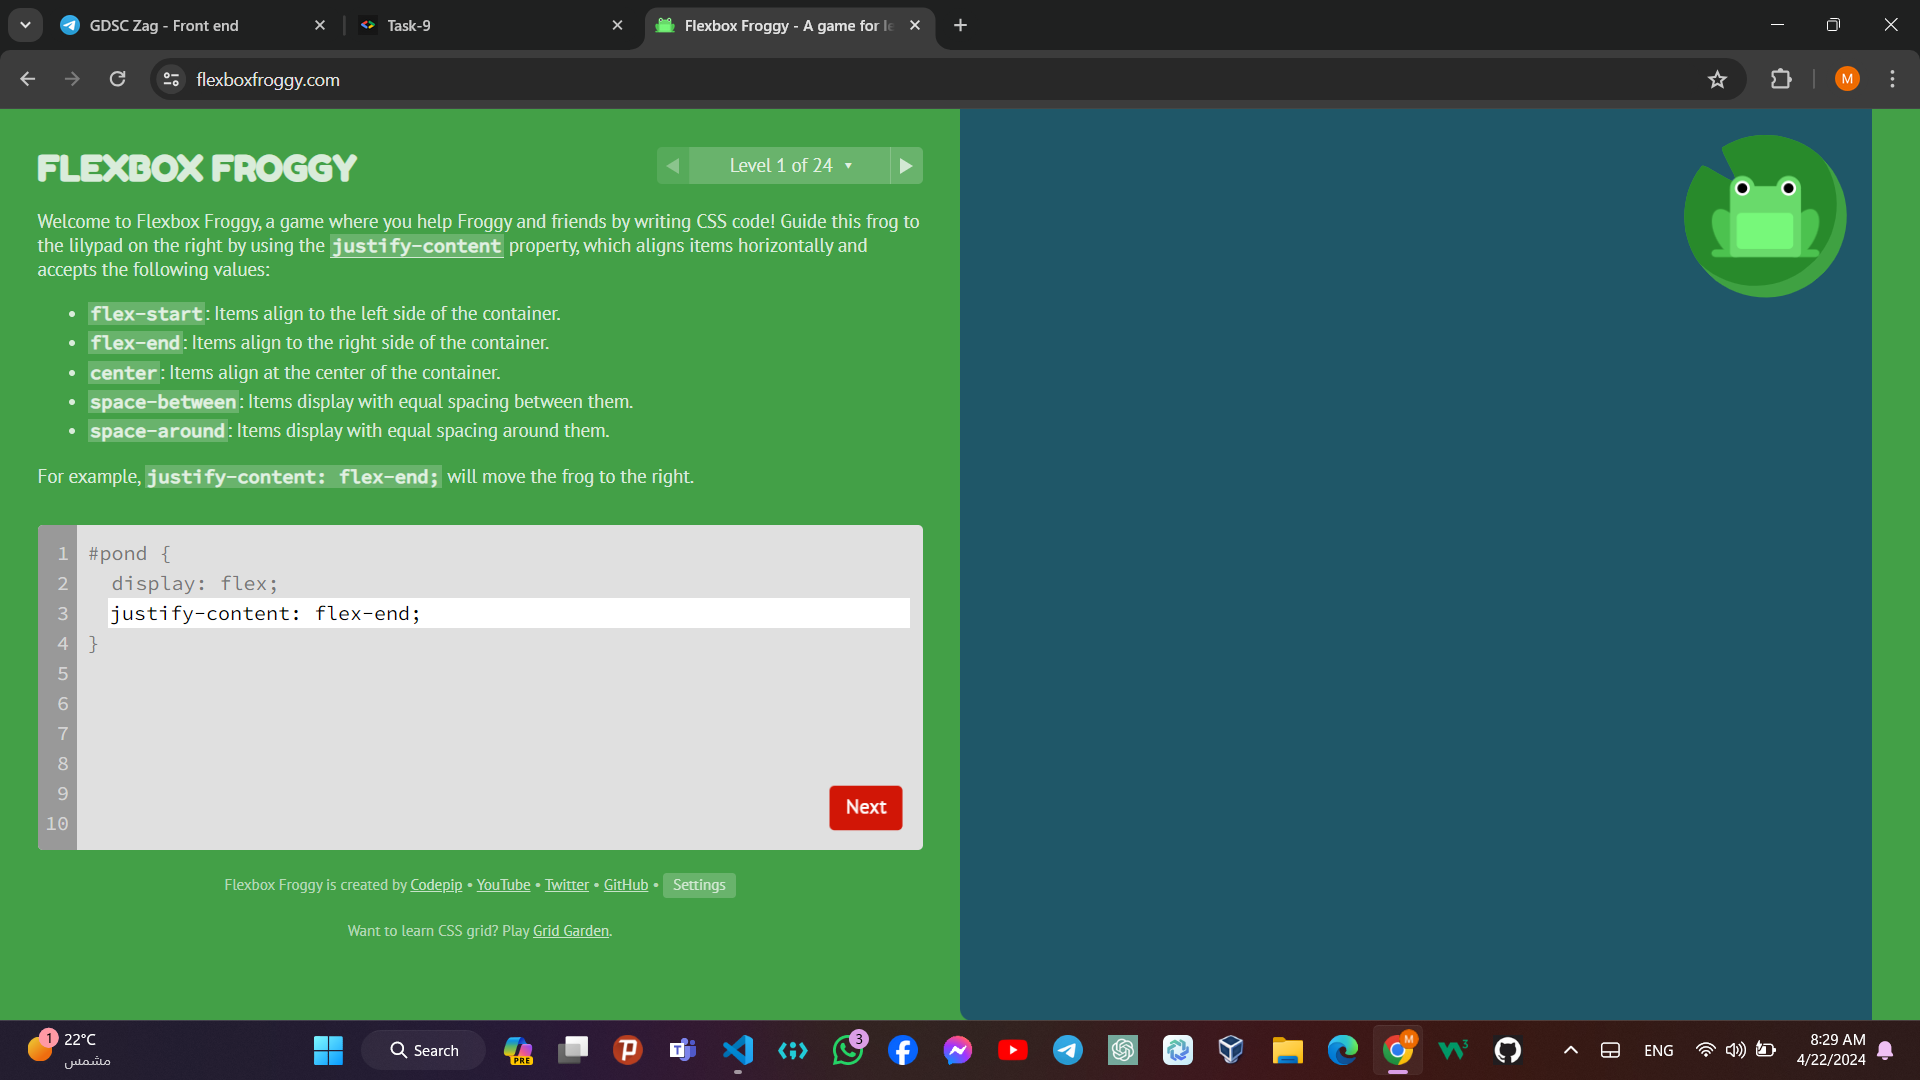 GDSC Zag - Front end
Task-9
Flexbox Froggy - A game for le
flexboxfroggy.com
M
FLEXBOX FROGGY
Level 1 of 24
Welcome to Flexbox Froggy, a game where you help Froggy and friends by writing CSS code! Guide this frog to
the lilypad on the right by using the justify-content property, which aligns items horizontally and
accepts the following values:
• flex-start: Items align to the left side of the container.
• flex-end: Items align to the right side of the container.
• center: Items align at the center of the container.
• space-between: Items display with equal spacing between them.
• space-around: Items display with equal spacing around them.
For example, justify-content: flex-end; will move the frog to the right.
1 #pond {
2 display: flex;
3 justify-content: flex-end;
4 }
5
6
7
8
9
10
Next
Flexbox Froggy is created by Codepip • YouTube • Twitter • GitHub • Settings
Want to learn CSS grid? Play Grid Garden.
1
22°C
مشمس
Search
PRE
3
M
ENG
8:29 AM
4/22/2024